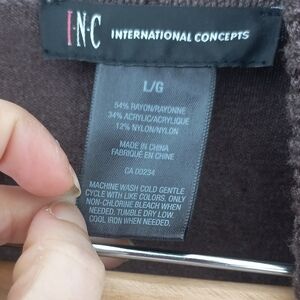 I·N·C INTERNATIONAL CONCEPTS
L/G
54% RAYON/RAYONNE
34% ACRYLIC/ACRYLIQUE
12% NYLON/NYLON
MADE IN CHINA
FABRIQUÉ EN CHINE
CA 00234
MACHINE WASH COLD GENTLE
CYCLE WITH LIKE COLORS. ONLY
NON-CHLORINE BLEACH WHEN
NEEDED. TUMBLE DRY LOW.
COOL IRON WHEN NEEDED.